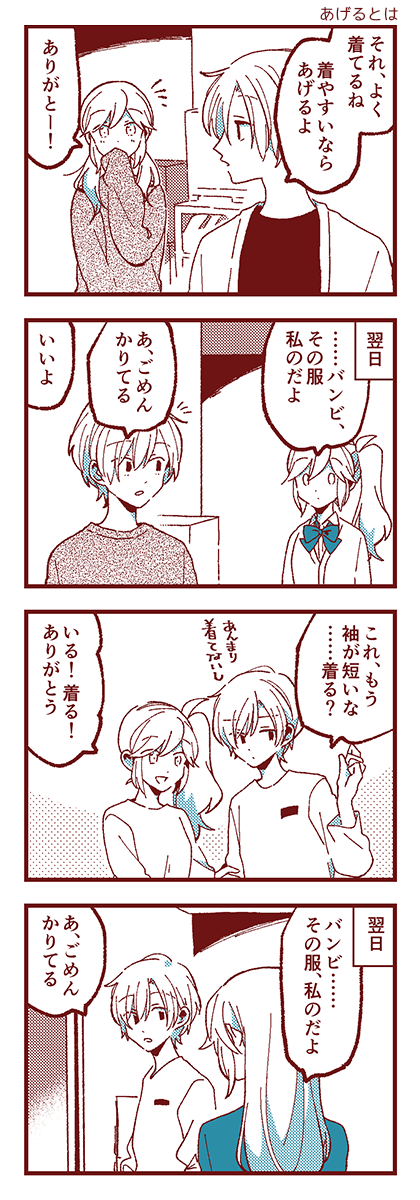 あげるとは
それ、よく
着てるね
着やすいなら
あげるよ
ありがとー！
翌日
……バンビ、
その服
私のだよ
あ、ごめん
かりてる
いいよ
これ、もう
袖が短いな
……着る？
あんまり
着てないし
いる！着る！
ありがとう
翌日
バンビ……
その服、私のだよ
あ、ごめん
かりてる